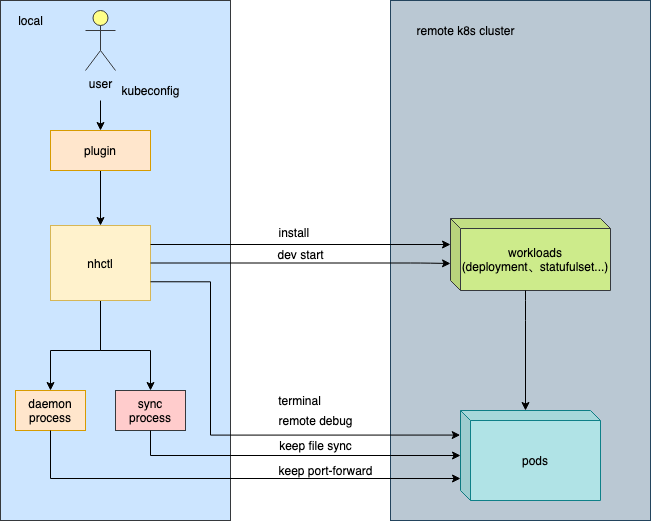 local
remote k8s cluster
user
kubeconfig
plugin
nhctl
install
dev start
workloads
(deployment、statufulset...)
daemon
process
sync
process
terminal
remote debug
keep file sync
keep port-forward
pods